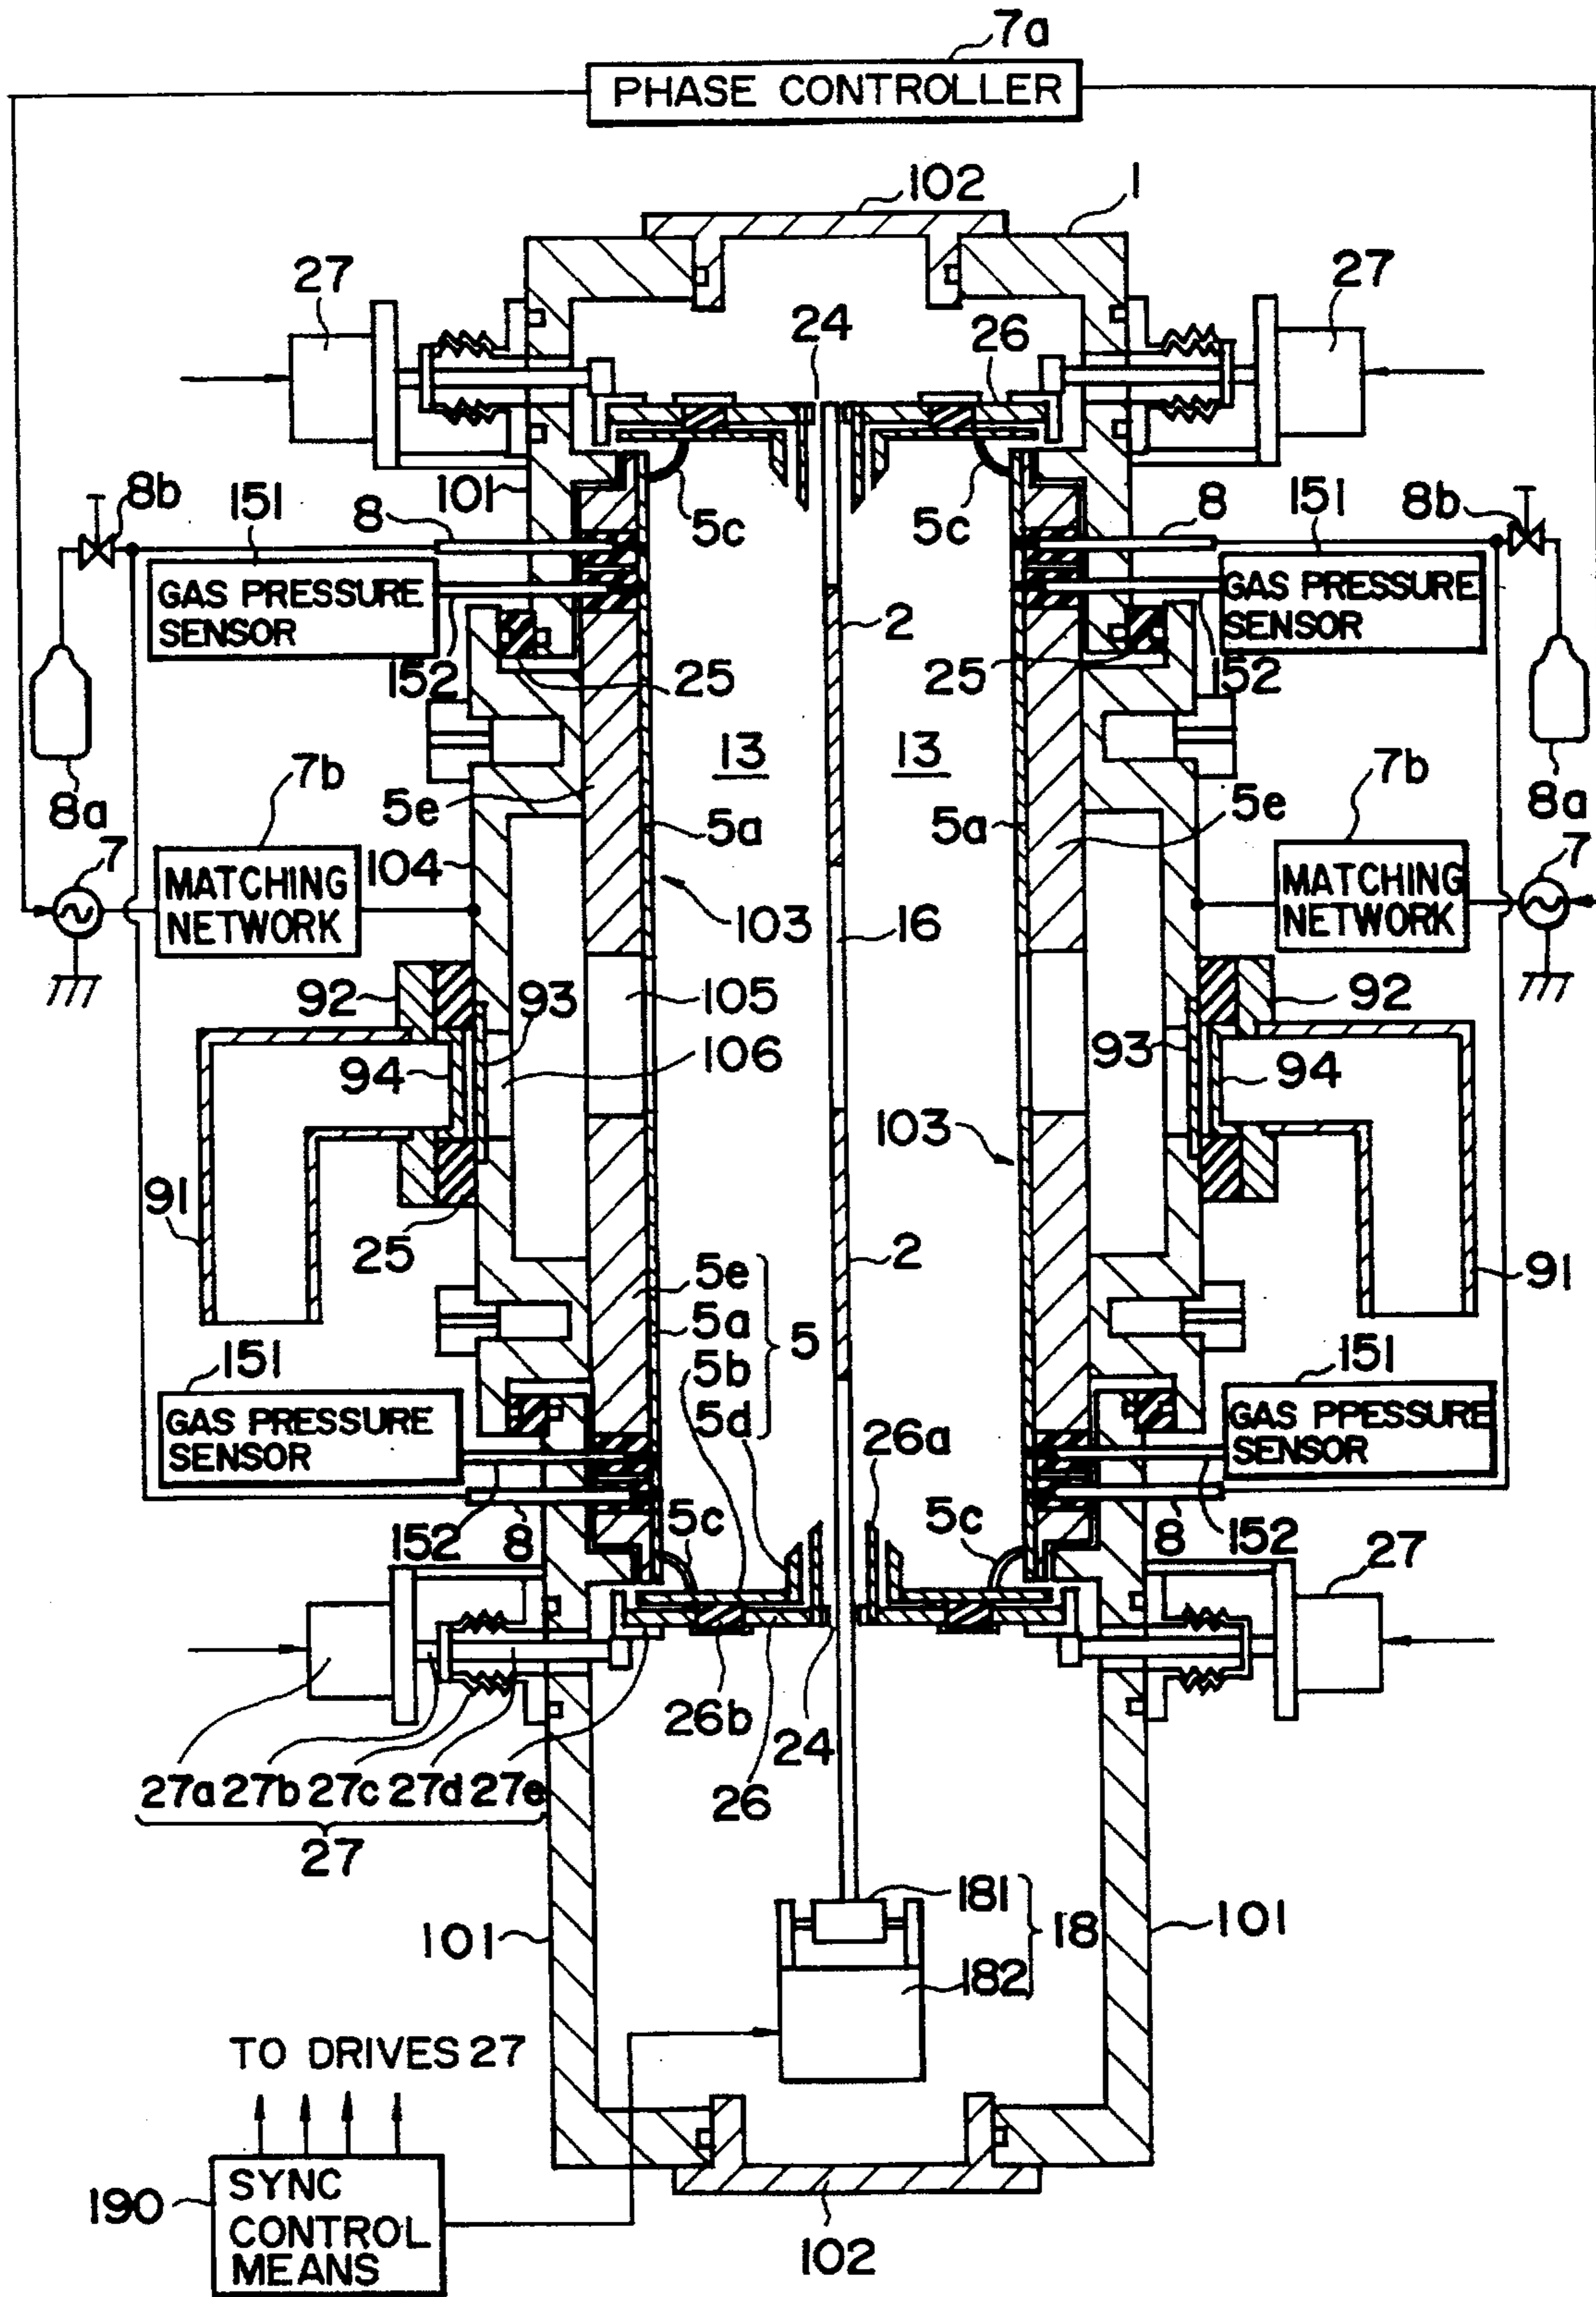 7a
PHASE CONTROLLER
102
1
27
27
24
26
8b
151
101
8
5c
5c
8
151
8b
GAS PRESSURE
SENSOR
GAS PRESSURE
SENSOR
2
152
25
25
152
8a
7b
13
13
7b
8a
5e
5a
5a
5e
7
MATCHING
NETWORK
104
103
16
MATCHING
NETWORK
7
92
93
105
92
94
106
93
94
103
91
25
2
91
5e
5a
5
5b
5d
151
151
GAS PRESSURE
SENSOR
26a
GAS PPESSURE
SENSOR
152
8
5c
5c
8
152
27
26b
24
27a 27b 27c 27d 27e
26
27
181
18
182
101
101
TO DRIVES 27
190
SYNC
CONTROL
MEANS
102